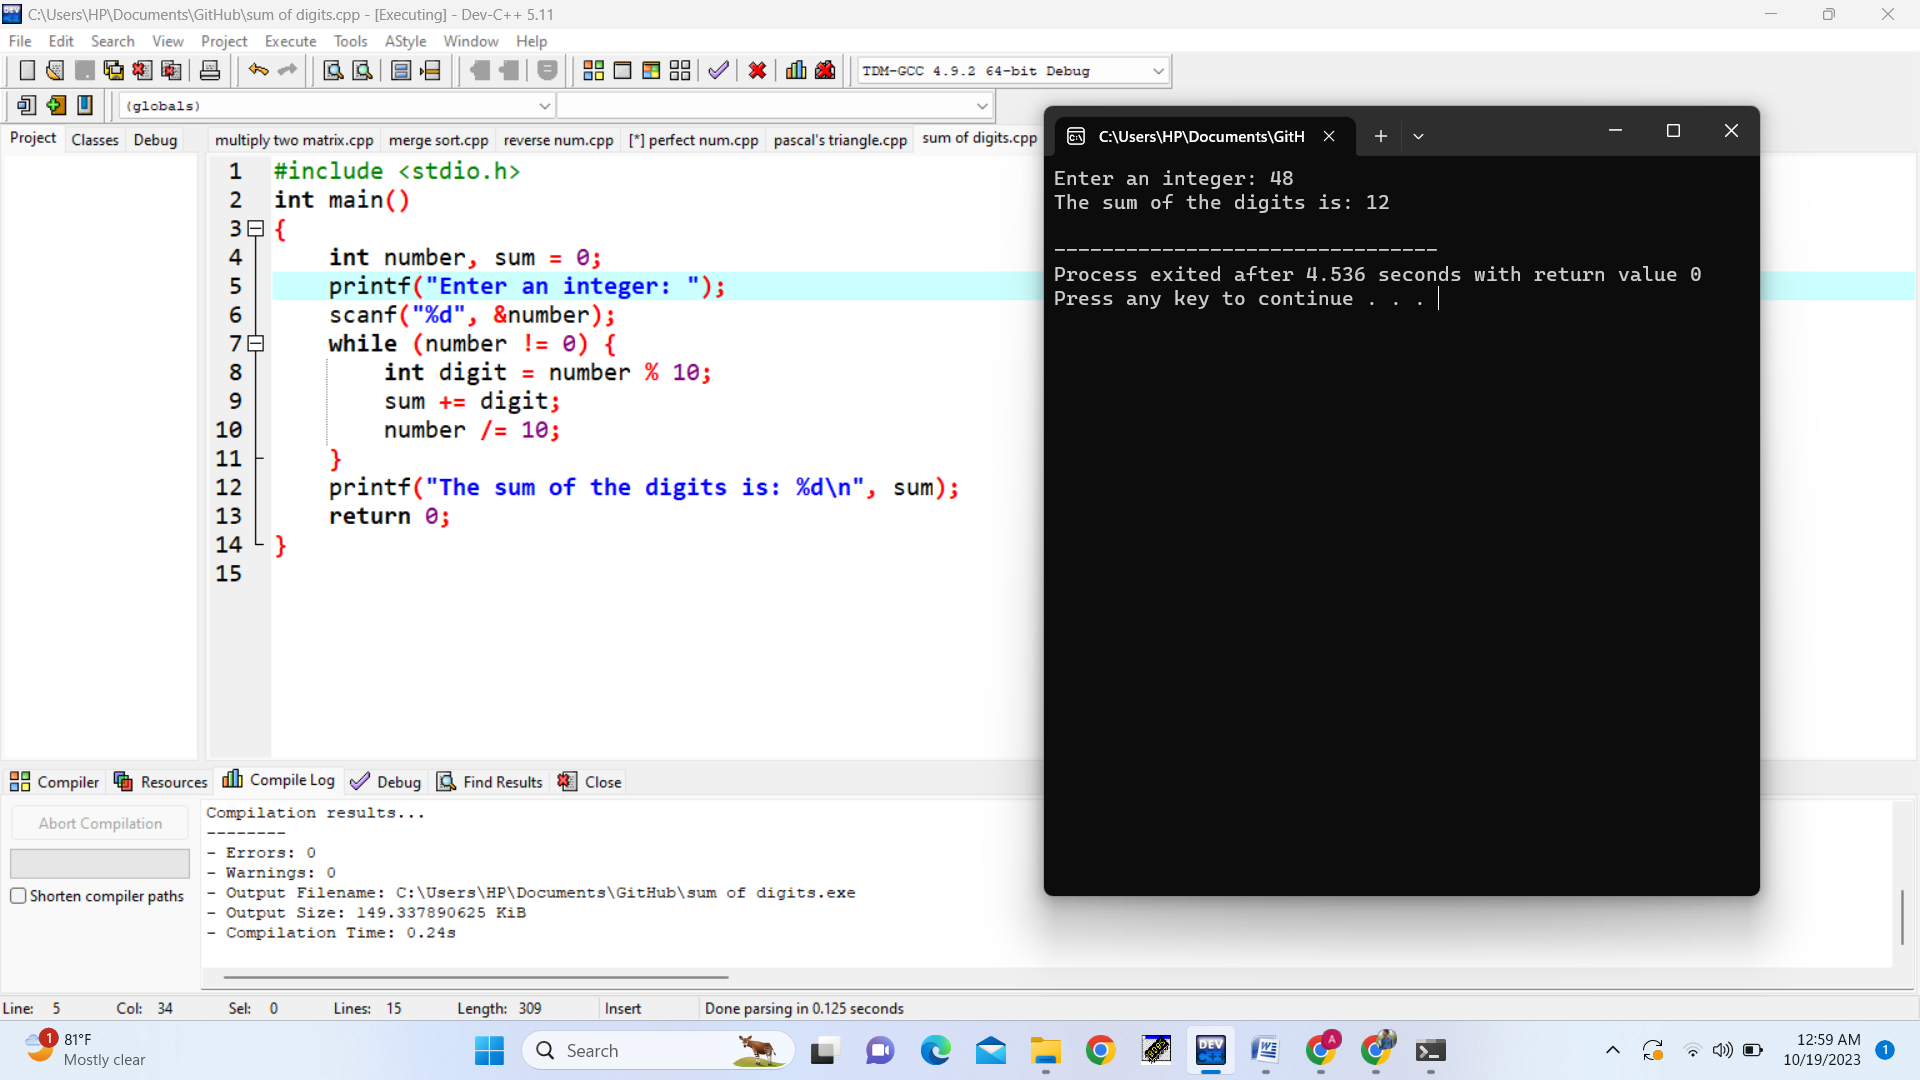 C:\Users\HP\Documents\GitHub\sum of digits.cpp - [Executing] - Dev-C++ 5.11
File Edit Search View Project Execute Tools AStyle Window Help
TDM-GCC 4.9.2 64-bit Debug
(globals)
Project Classes Debug
multiply two matrix.cpp merge sort.cpp reverse num.cpp [*] perfect num.cpp pascal's triangle.cpp sum of digits.cpp
1 #include <stdio.h>
2 int main()
3 {
4 int number, sum = 0;
5 printf("Enter an integer: ");
6 scanf("%d", &number);
7 while (number != 0) {
8 int digit = number % 10;
9 sum += digit;
10 number /= 10;
11 }
12 printf("The sum of the digits is: %d\n", sum);
13 return 0;
14 }
15
C:\Users\HP\Documents\GitH
Enter an integer: 48
The sum of the digits is: 12
--------------------------------
Process exited after 4.536 seconds with return value 0
Press any key to continue . . .
Compiler Resources Compile Log Debug Find Results Close
Abort Compilation
Shorten compiler paths
Compilation results...
--------
- Errors: 0
- Warnings: 0
- Output Filename: C:\Users\HP\Documents\GitHub\sum of digits.exe
- Output Size: 149.337890625 KiB
- Compilation Time: 0.24s
Line: 5 Col: 34 Sel: 0 Lines: 15 Length: 309 Insert Done parsing in 0.125 seconds
1
81°F
Mostly clear
Search
DEV
A
12:59 AM
10/19/2023
1